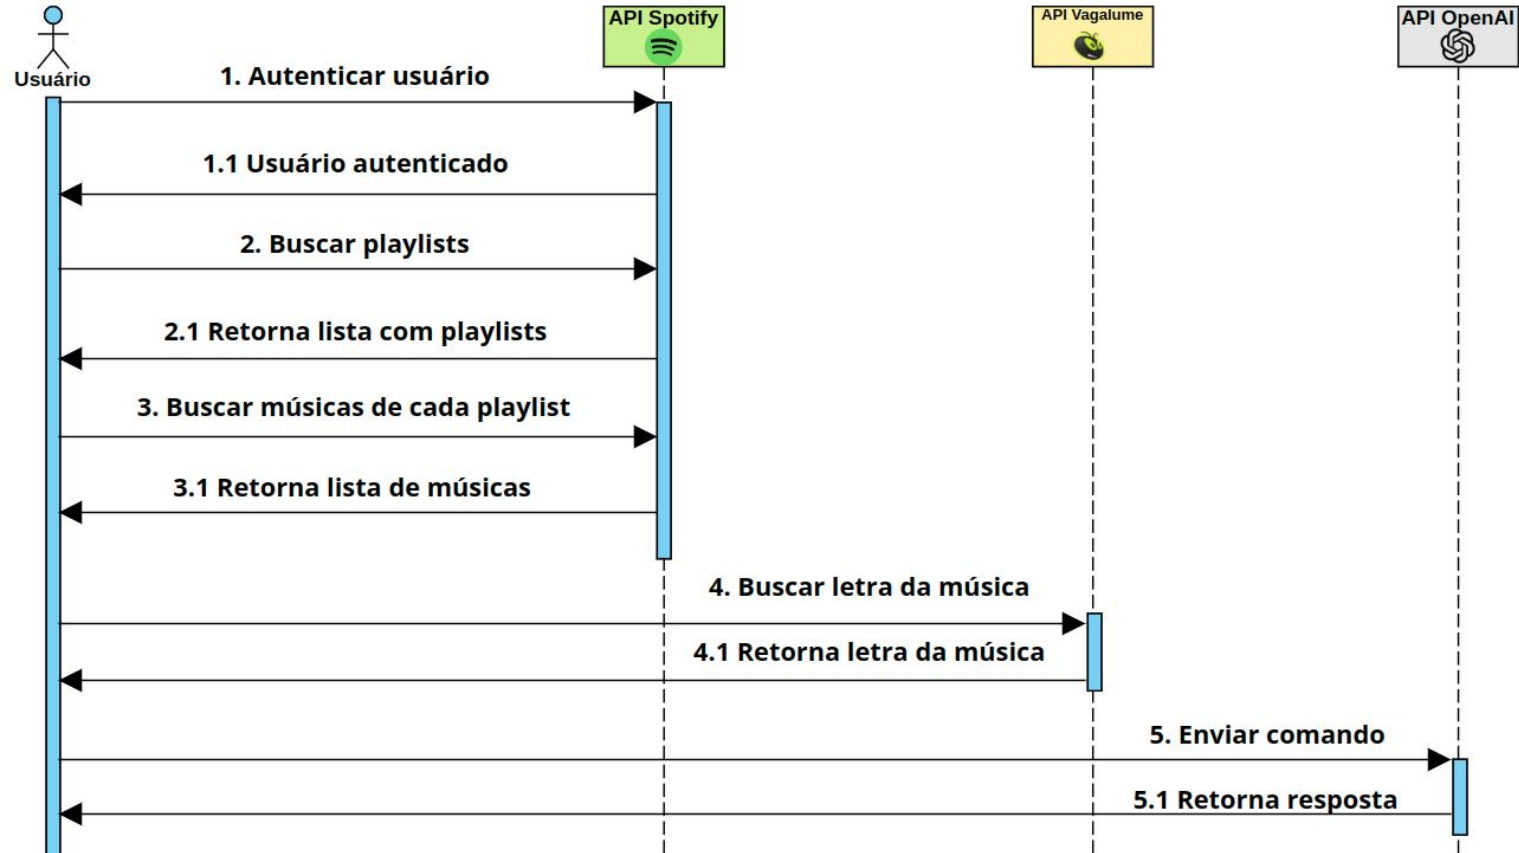 API Spotify
API Vagalume
API OpenAI
Usuário
1. Autenticar usuário
1.1 Usuário autenticado
2. Buscar playlists
2.1 Retorna lista com playlists
3. Buscar músicas de cada playlist
3.1 Retorna lista de músicas
4. Buscar letra da música
4.1 Retorna letra da música
5. Enviar comando
5.1 Retorna resposta